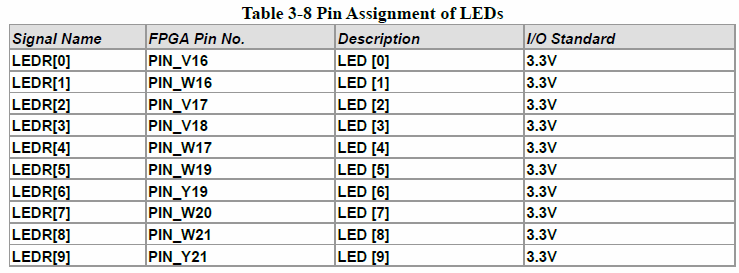 Table 3-8 Pin Assignment of LEDs
Signal Name FPGA Pin No. Description I/O Standard
LEDR[0] PIN_V16 LED [0] 3.3V
LEDR[1] PIN_W16 LED [1] 3.3V
LEDR[2] PIN_V17 LED [2] 3.3V
LEDR[3] PIN_V18 LED [3] 3.3V
LEDR[4] PIN_W17 LED [4] 3.3V
LEDR[5] PIN_W19 LED [5] 3.3V
LEDR[6] PIN_Y19 LED [6] 3.3V
LEDR[7] PIN_W20 LED [7] 3.3V
LEDR[8] PIN_W21 LED [8] 3.3V
LEDR[9] PIN_Y21 LED [9] 3.3V